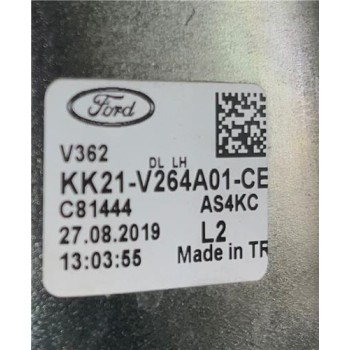 Ford
V362
DL LH
KK21-V264A01-CE
C81444 AS4KC
27.08.2019 L2
13:03:55 Made in TR